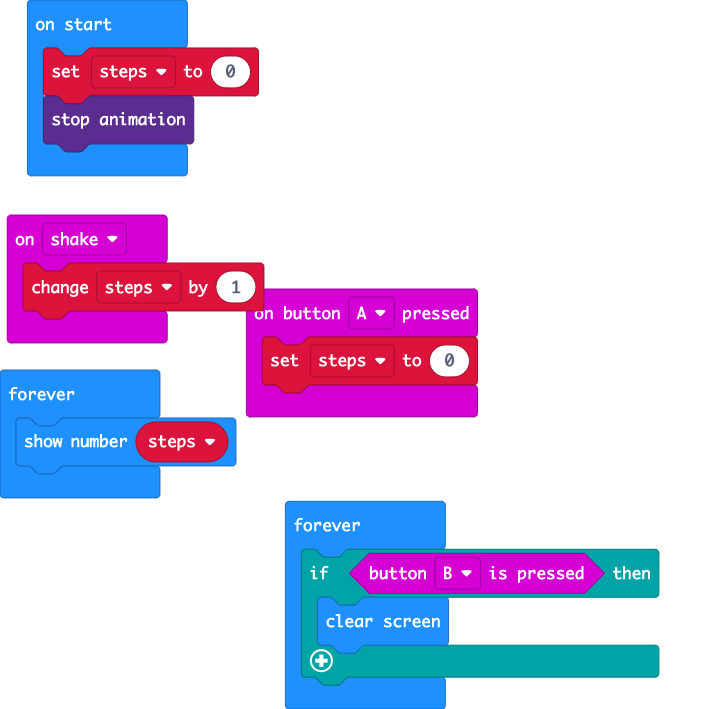 on start
set steps to 0
stop animation
on shake
change steps by 1
on button A pressed
set steps to 0
forever
show number steps
forever
if button B is pressed then
clear screen